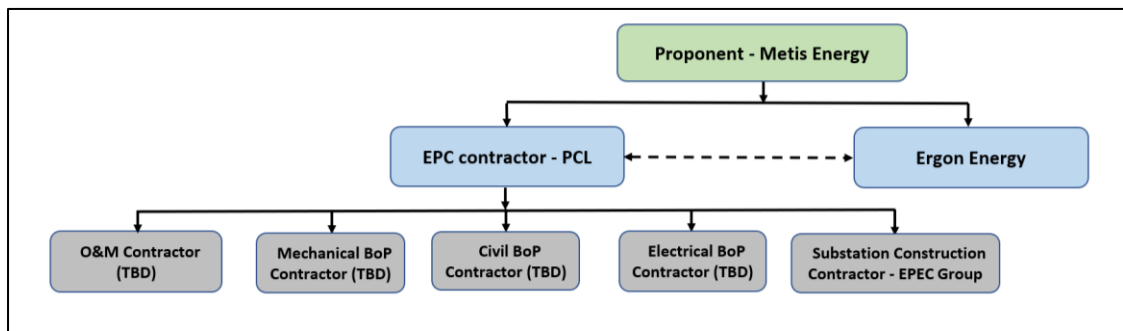 Proponent - Metis Energy
EPC contractor - PCL
Ergon Energy
O&M Contractor
(TBD)
Mechanical BoP
Contractor (TBD)
Civil BoP
Contractor (TBD)
Electrical BoP
Contractor (TBD)
Substation Construction
Contractor - EPEC Group